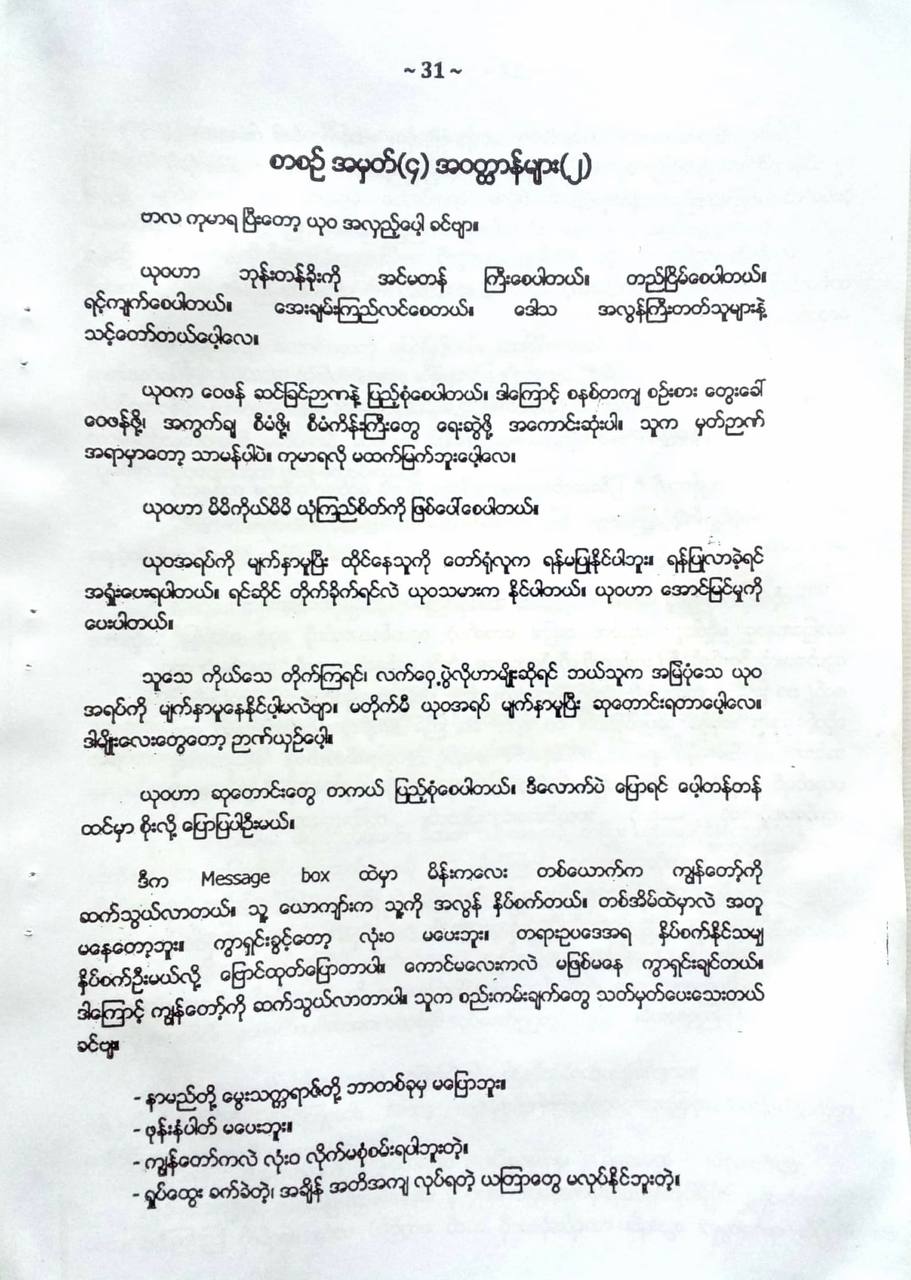 ~ 31 ~
စာစဉ် အမှတ်(၄) အဝတ္ထာန်များ(၂)
ဗာလ ကုမာရ ပြီးတော့ ယုဝ အလှည့်ပေါ့ ခင်ဗျာ။
ယုဝဟာ ဘုန်းတန်ခိုးကို အင်မတန် ကြီးစေပါတယ်။ တည်ငြိမ်စေပါတယ်။
ရင့်ကျက်စေပါတယ်။ အေးချမ်းကြည်လင်စေတယ်။ ဒေါသ အလွန်ကြီးတတ်သူများနဲ့
သင့်တော်တယ်ပေါ့လေ။
ယုဝက ဝေဖန် ဆင်ခြင်ဉာဏနဲ့ ပြည့်စုံစေပါတယ်။ ဒါကြောင့် စနစ်တကျ စဉ်းစား တွေးခေါ်
ဝေဖန်ဖို့၊ အကွက်ချ စီမံဖို့၊ စီမံကိန်းကြီးတွေ ရေးဆွဲဖို့ အကောင်းဆုံးပါ။ သူက မှတ်ဉာဏ်
အရာမှာတော့ သာမန်ပါပဲ။ ကုမာရလို မထက်မြက်ဘူးပေါ့လေ။
ယုဝဟာ မိမိကိုယ်မိမိ ယုံကြည်စိတ်ကို ဖြစ်ပေါ်စေပါတယ်။
ယုဝအရပ်ကို မျက်နှာမူပြီး ထိုင်နေသူကို တော်ရုံလူက ရန်မပြုနိုင်ပါဘူး။ ရန်ပြုလာခဲ့ရင်
အရှုံးပေးရပါတယ်။ ရင်ဆိုင် တိုက်ခိုက်ရင်လဲ ယုဝသမားက နိုင်ပါတယ်။ ယုဝဟာ အောင်မြင်မှုကို
ပေးပါတယ်။
သူသေ ကိုယ်သေ တိုက်ကြရင်၊ လက်ဝှေ့ပွဲလိုဟာမျိုးဆိုရင် ဘယ်သူက အမြဲပုံသေ ယုဝ
အရပ်ကို မျက်နှာမူနေနိုင်ပါ့မလဲဗျာ။ မတိုက်မီ ယုဝအရပ် မျက်နှာမူပြီး ဆုတောင်းရတာပေါ့လေ။
ဒါမျိုးလေးတွေတော့ ဉာဏ်ယှဉ်ပေါ့။
ယုဝဟာ ဆုတောင်းတွေ တကယ် ပြည့်စုံစေပါတယ်။ ဒီလောက်ပဲ ပြောရင် ပေါ့တန်တန်
ထင်မှာ စိုးလို့ ပြောပြပါဦးမယ်။
ဒီက Message box ထဲမှာ မိန်းကလေး တစ်ယောက်က ကျွန်တော့်ကို
ဆက်သွယ်လာတယ်။ သူ့ ယောကျာ်းက သူ့ကို အလွန် နှိပ်စက်တယ်။ တစ်အိမ်ထဲမှာလဲ အတူ
မနေတော့ဘူး။ ကွာရှင်းခွင့်တော့ လုံးဝ မပေးဘူး။ တရားဥပဒေအရ နှိပ်စက်နိုင်သမျှ
နှိပ်စက်ဦးမယ်လို့ ပြောင်ထုတ်ပြောတာပါ။ ကောင်မလေးကလဲ မဖြစ်မနေ ကွာရှင်းချင်တယ်။
ဒါကြောင့် ကျွန်တော့်ကို ဆက်သွယ်လာတာပါ။ သူက စည်းကမ်းချက်တွေ သတ်မှတ်ပေးသေးတယ်
ခင်ဗျ။
- နာမည်တို့ မွေးသက္ကရာဇ်တို့ ဘာတစ်ခုမှ မပြောဘူး။
- ဖုန်းနံပါတ် မပေးဘူး။
- ကျွန်တော်ကလဲ လုံးဝ လိုက်မစုံစမ်းရပါဘူးတဲ့။
- ရှုပ်ထွေး ခက်ခဲတဲ့၊ အချိန် အတိအကျ လုပ်ရတဲ့ ယတြာတွေ မလုပ်နိုင်ဘူးတဲ့။